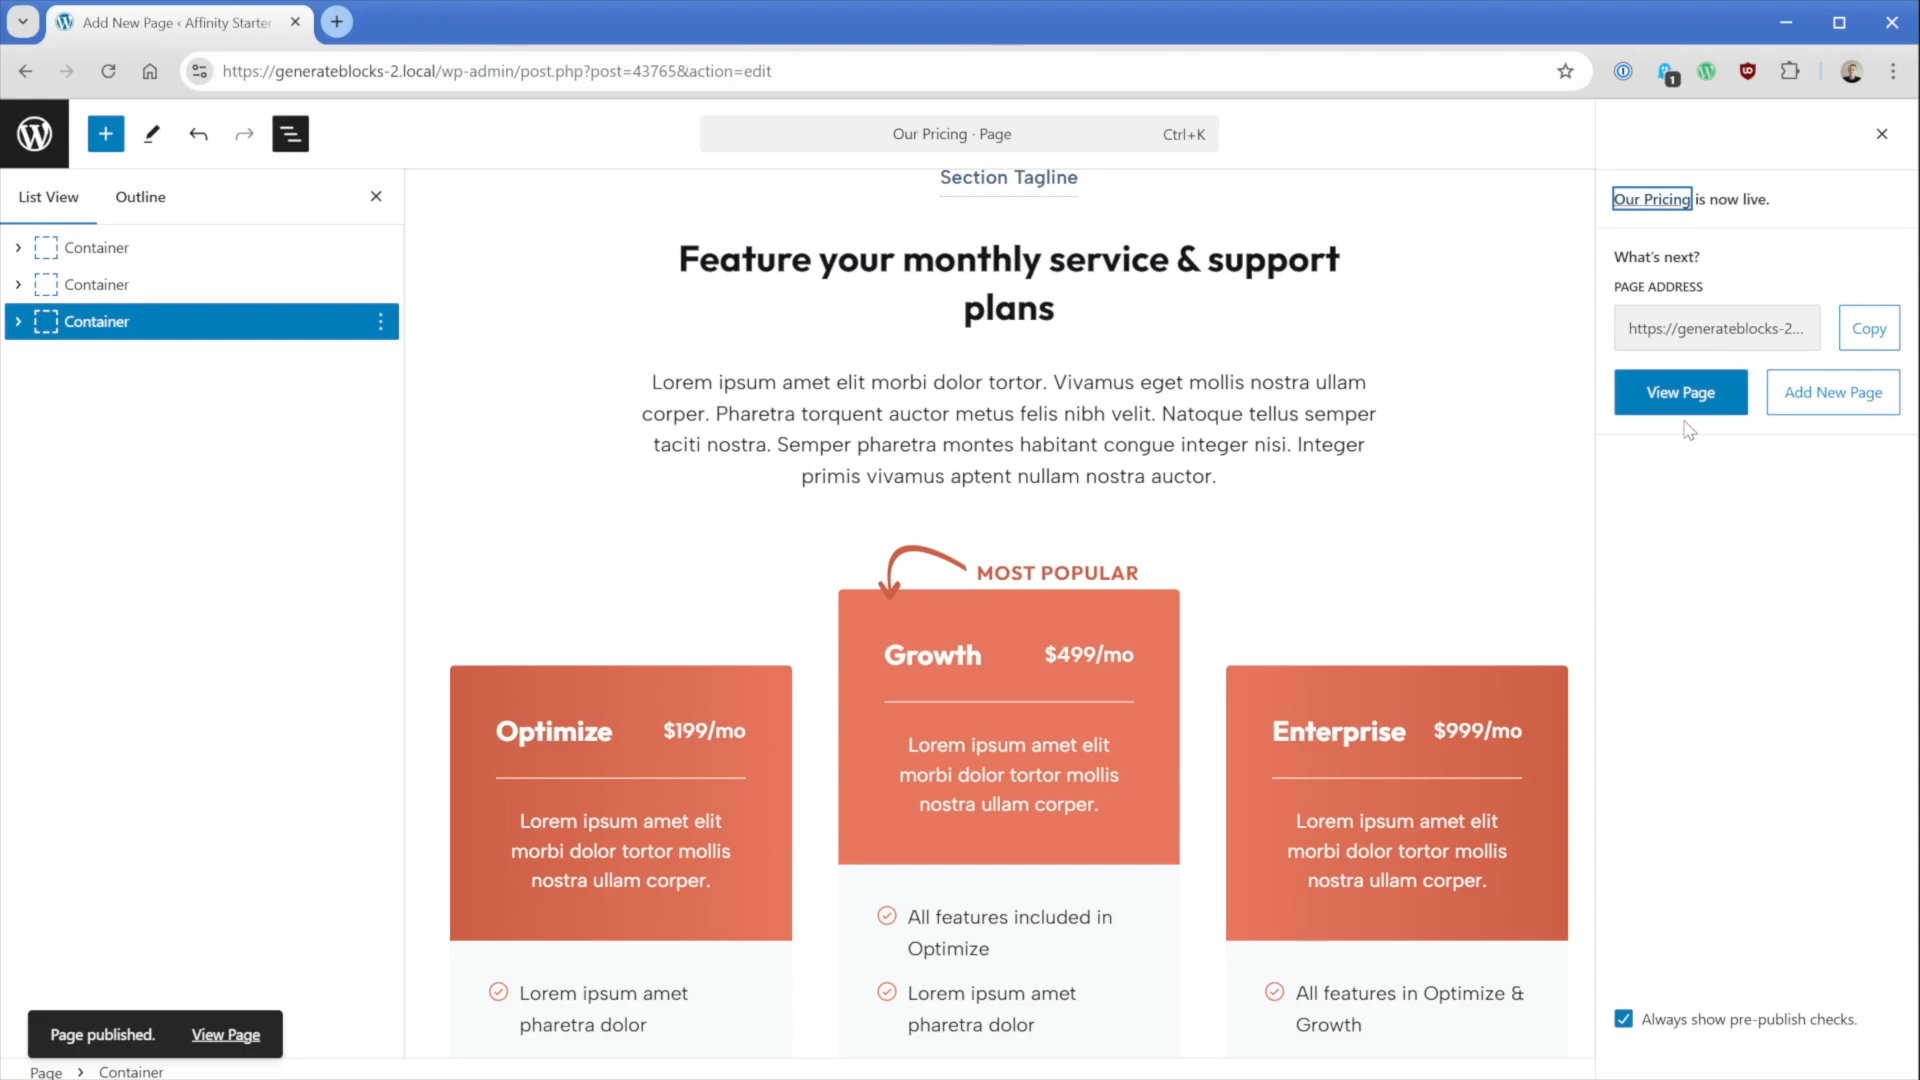 Add New Page ‹ Affinity Starter
https://generateblocks-2.local/wp-admin/post.php?post=43765&action=edit
1
Our Pricing · Page
Ctrl+K
List View
Outline
Container
Container
Container
Section Tagline
Feature your monthly service & support
plans
Lorem ipsum amet elit morbi dolor tortor. Vivamus eget mollis nostra ullam
corper. Pharetra torquent auctor metus felis nibh velit. Natoque tellus semper
taciti nostra. Semper pharetra montes habitant congue integer nisi. Integer
primis vivamus aptent nullam nostra auctor.
MOST POPULAR
Optimize
$199/mo
Lorem ipsum amet elit
morbi dolor tortor mollis
nostra ullam corper.
Lorem ipsum amet
pharetra dolor
Growth
$499/mo
Lorem ipsum amet elit
morbi dolor tortor mollis
nostra ullam corper.
All features included in
Optimize
Lorem ipsum amet
pharetra dolor
Enterprise
$999/mo
Lorem ipsum amet elit
morbi dolor tortor mollis
nostra ullam corper.
All features in Optimize &
Growth
Our Pricing is now live.
What's next?
PAGE ADDRESS
https://generateblocks-2...
Copy
View Page
Add New Page
Always show pre-publish checks.
Page published.
View Page
Page
Container